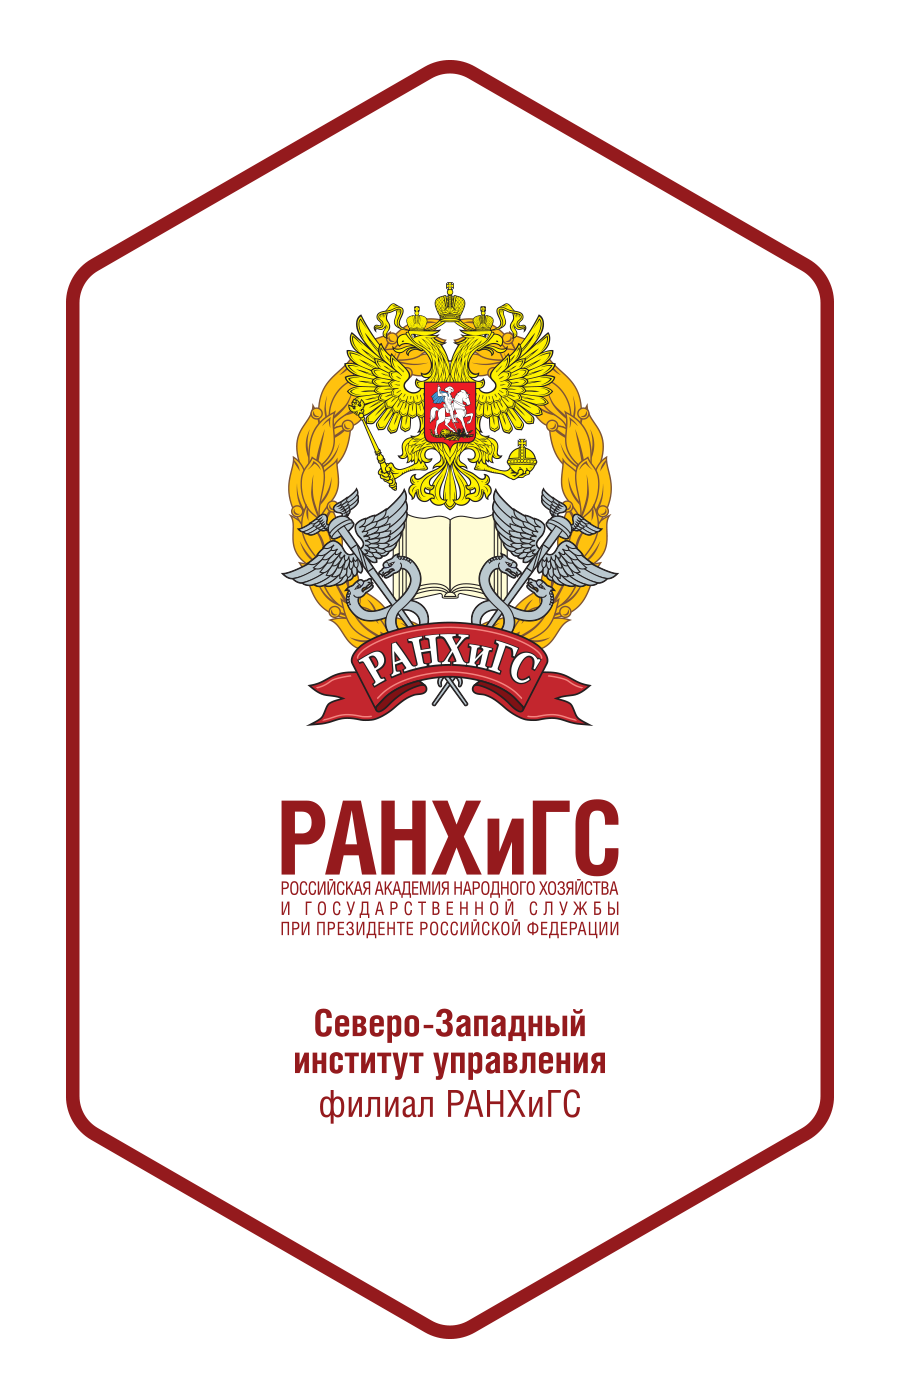 РАНХиГС
РАНХиГС
РОССИЙСКАЯ АКАДЕМИЯ НАРОДНОГО ХОЗЯЙСТВА
И ГОСУДАРСТВЕННОЙ СЛУЖБЫ
ПРИ ПРЕЗИДЕНТЕ РОССИЙСКОЙ ФЕДЕРАЦИИ
Северо-Западный
институт управления
филиал РАНХиГС